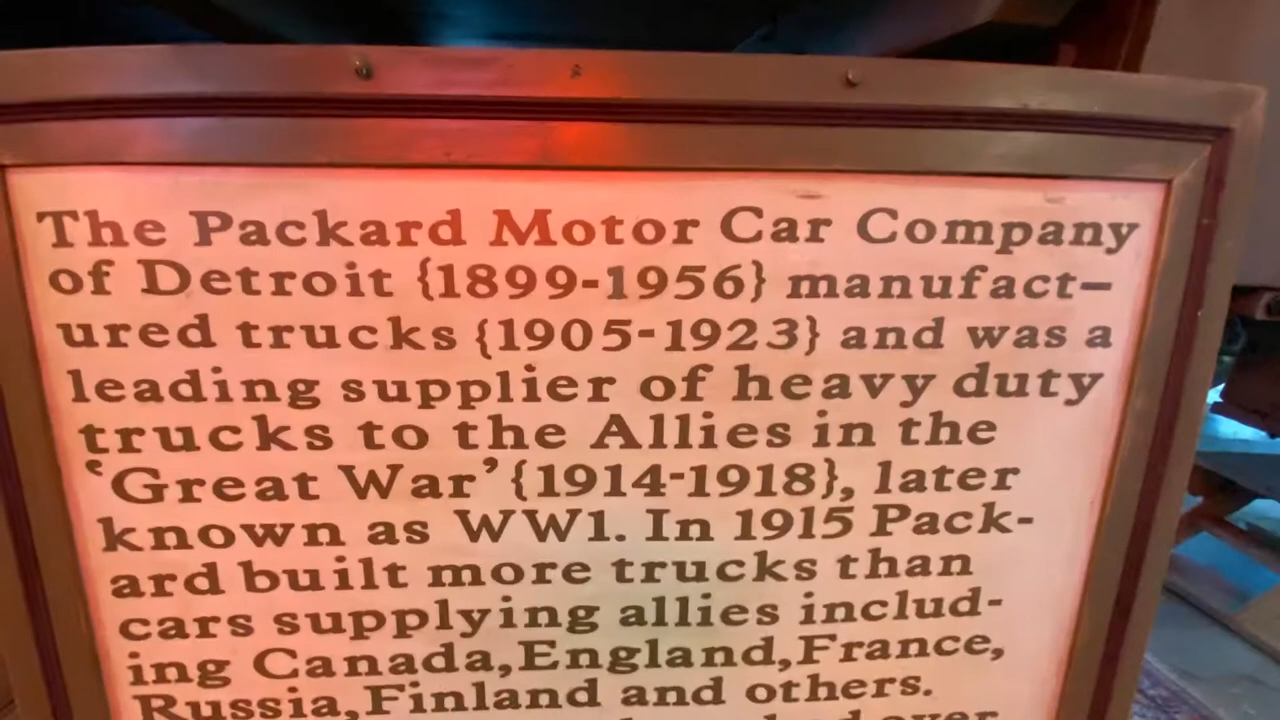 The Packard Motor Car Company
of Detroit {1899-1956} manufact-
ured trucks {1905-1923} and was a
leading supplier of heavy duty
trucks to the Allies in the
‘Great War’ {1914-1918}, later
known as WW1. In 1915 Pack-
ard built more trucks than
cars supplying allies includ-
ing Canada, England, France,
Russia, Finland and others.
over